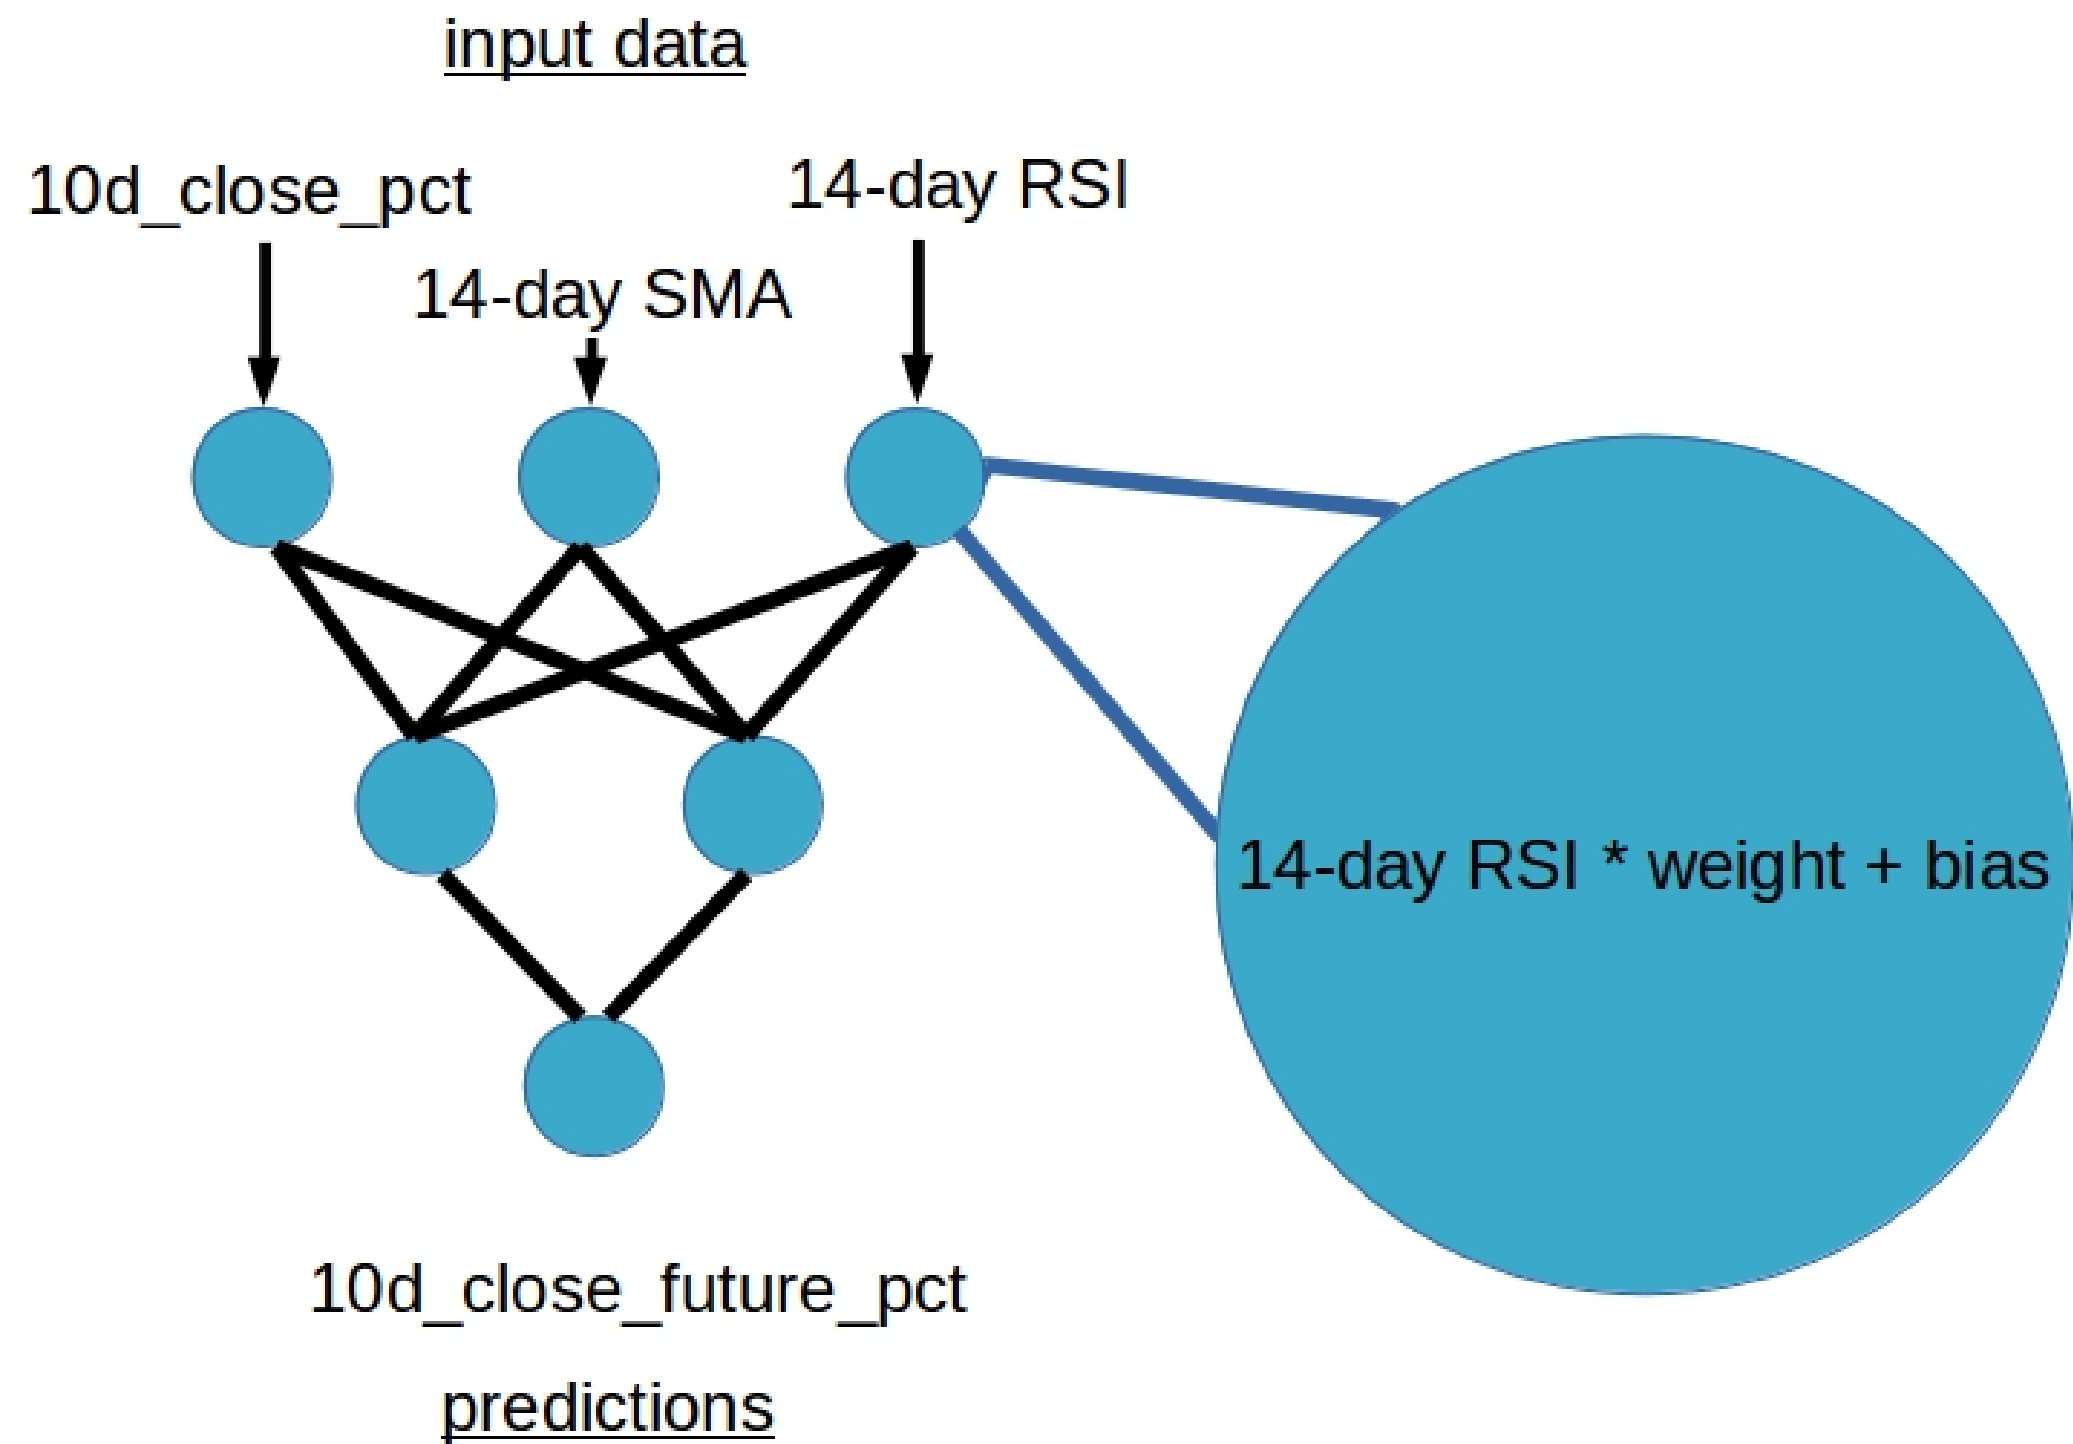 input data
10d_close_pct
14-day RSI
14-day SMA
14-day RSI * weight + bias
10d_close_future_pct
predictions